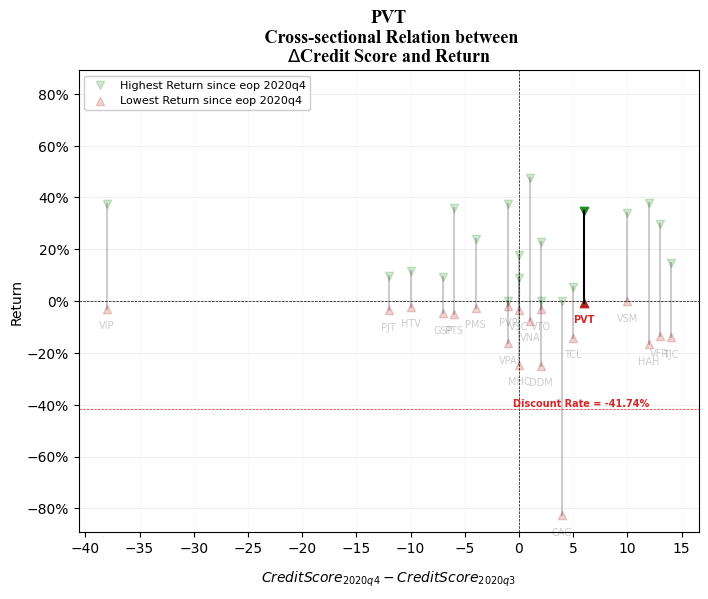 PVT
Cross-sectional Relation between
ΔCredit Score and Return
Highest Return since eop 2020q4
Lowest Return since eop 2020q4
80%
60%
40%
20%
0%
−20%
−40%
−60%
−80%
Return
VIP
PJT
HTV
GSP
PTS
PMS
PVP
VPA
VSC
MHC
VNA
VTO
DDM
CAG
TCL
PVT
VSM
HAH
VFR
TJC
Discount Rate = -41.74%
−40
−35
−30
−25
−20
−15
−10
−5
0
5
10
15
CreditScore2020q4 − CreditScore2020q3